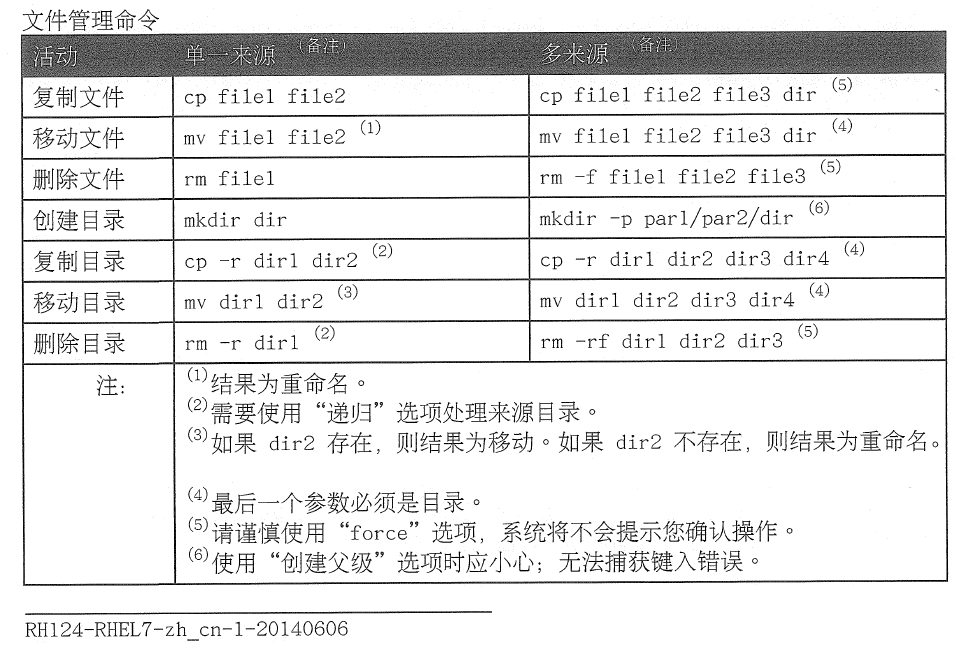 文件管理命令
活动 单一来源 （备注） 多来源 （备注）
复制文件 cp file1 file2 cp file1 file2 file3 dir (5)
移动文件 mv file1 file2 (1) mv file1 file2 file3 dir (4)
删除文件 rm file1 rm -f file1 file2 file3 (5)
创建目录 mkdir dir mkdir -p par1/par2/dir (6)
复制目录 cp -r dir1 dir2 (2) cp -r dir1 dir2 dir3 dir4 (4)
移动目录 mv dir1 dir2 (3) mv dir1 dir2 dir3 dir4 (4)
删除目录 rm -r dir1 (2) rm -rf dir1 dir2 dir3 (5)
注: (1)结果为重命名。
(2)需要使用“递归”选项处理来源目录。
(3)如果 dir2 存在，则结果为移动。如果 dir2 不存在，则结果为重命名。
(4)最后一个参数必须是目录。
(5)请谨慎使用“force”选项，系统将不会提示您确认操作。
(6)使用“创建父级”选项时应小心；无法捕获键入错误。
RH124-RHEL7-zh_cn-1-20140606